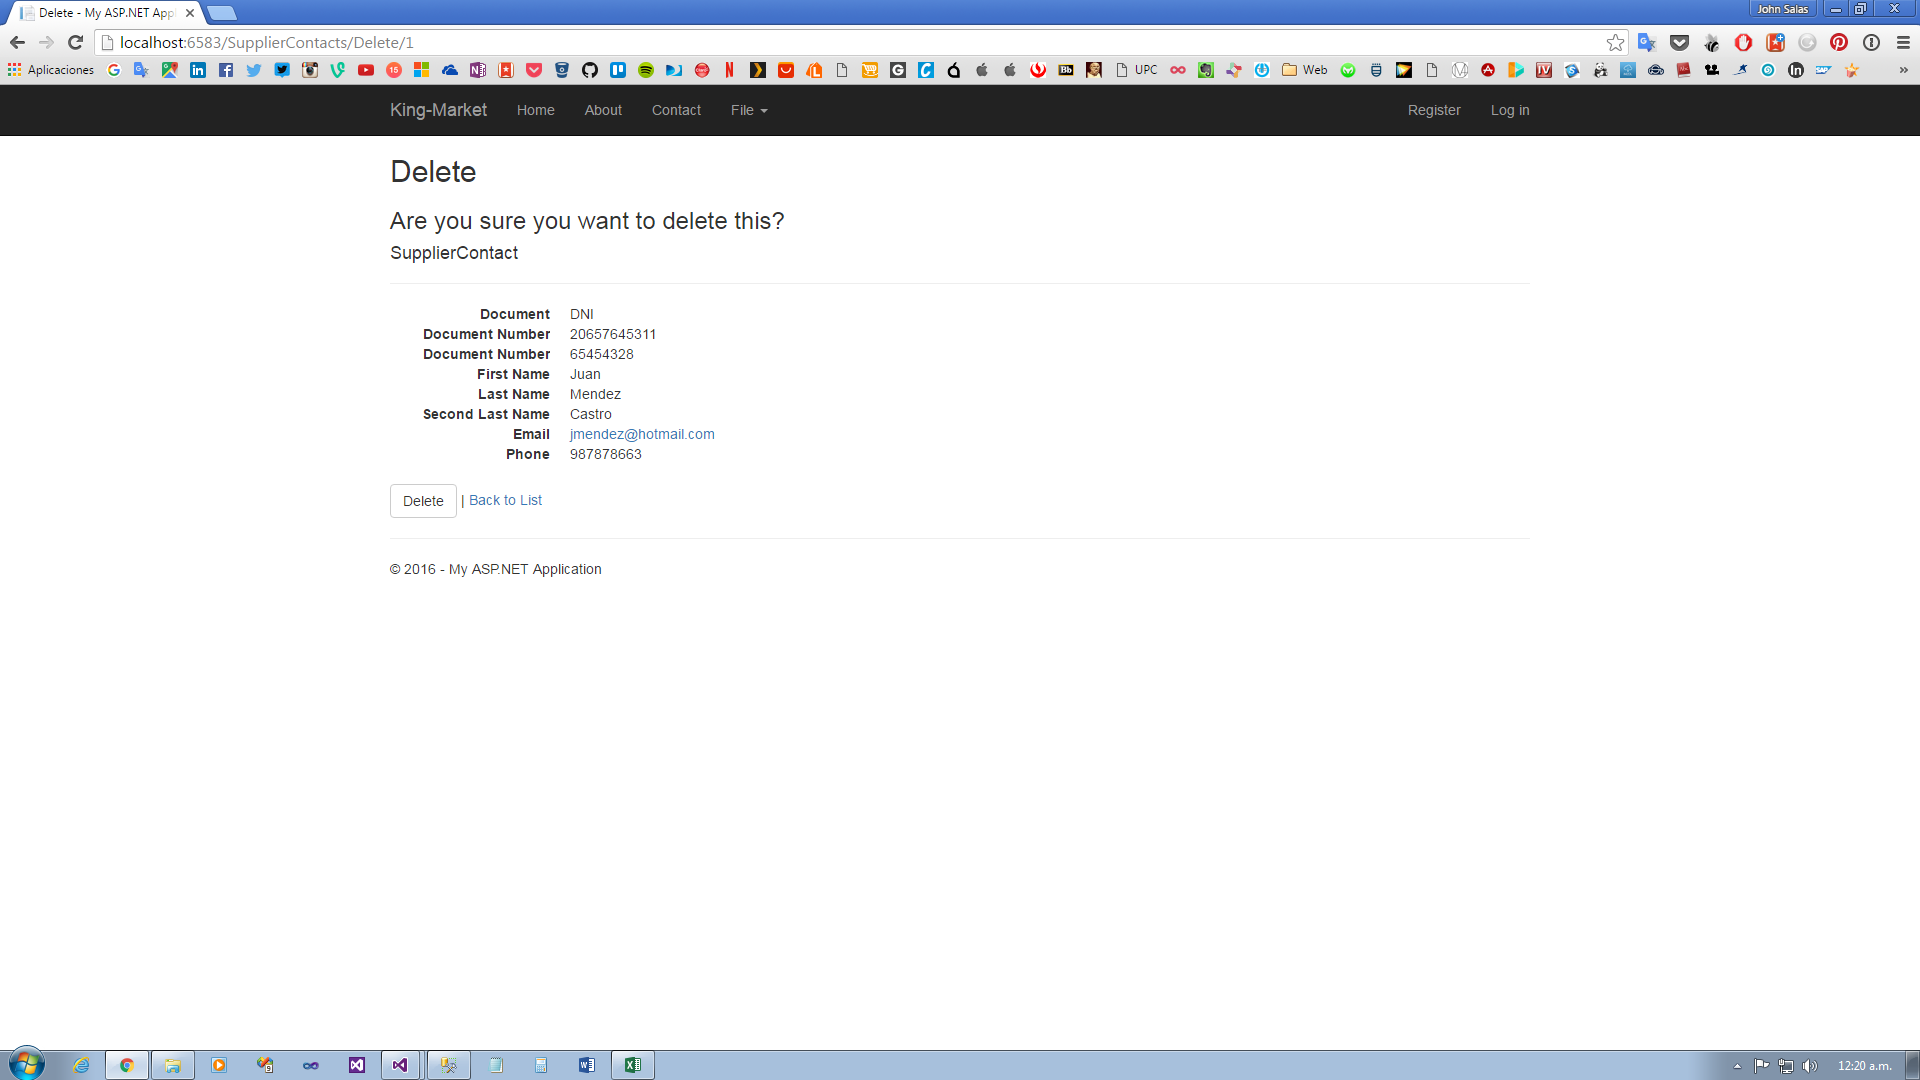 Delete - My ASP.NET App
John Salas
localhost:6583/SupplierContacts/Delete/1
Aplicaciones
UPC
Web
King-Market
Home
About
Contact
File
Register
Log in
Delete
Are you sure you want to delete this?
SupplierContact
Document DNI
Document Number 20657645311
Document Number 65454328
First Name Juan
Last Name Mendez
Second Last Name Castro
Email jmendez@hotmail.com
Phone 987878663
Delete | Back to List
© 2016 - My ASP.NET Application
12:20 a.m.